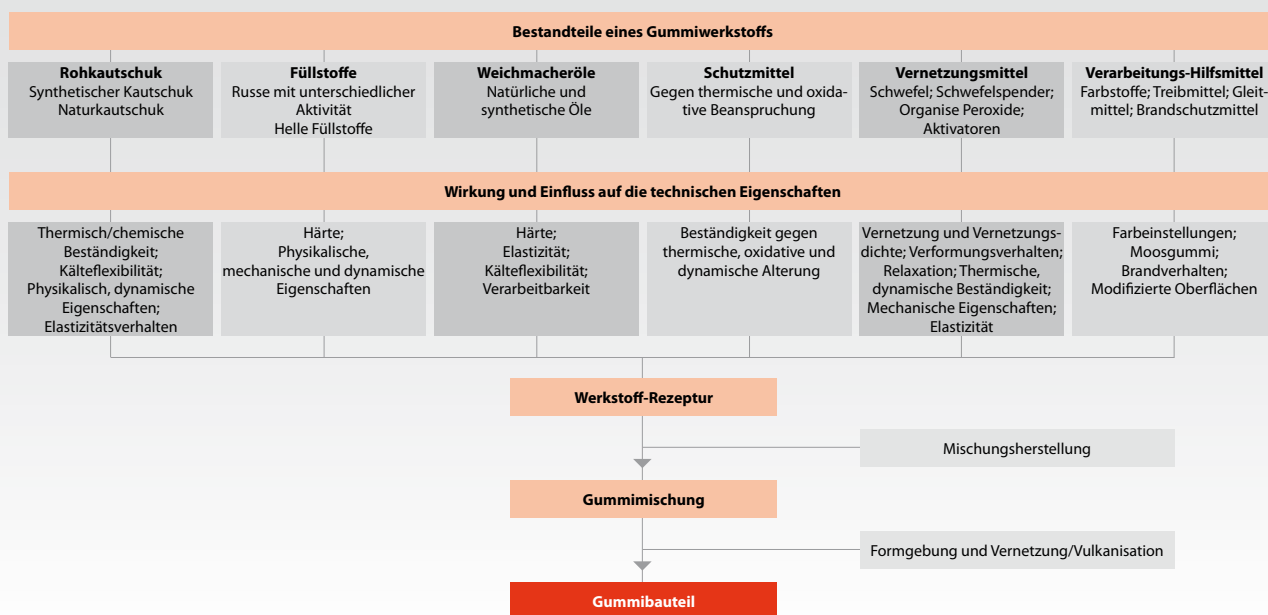 Bestandteile eines Gummiwerkstoffs
Rohkautschuk
Synthetischer Kautschuk
Naturkautschuk
Füllstoffe
Russe mit unterschiedlicher
Aktivität
Helle Füllstoffe
Weichmacheröle
Natürliche und
synthetische Öle
Schutzmittel
Gegen thermische und oxida-
tive Beanspruchung
Vernetzungsmittel
Schwefel; Schwefelspender;
Organise Peroxide;
Aktivatoren
Verarbeitungs-Hilfsmittel
Farbstoffe; Treibmittel; Gleit-
mittel; Brandschutzmittel
Wirkung und Einfluss auf die technischen Eigenschaften
Thermisch/chemische
Beständigkeit;
Kälteflexibilität;
Physikalisch, dynamische
Eigenschaften;
Elastizitätsverhalten
Härte;
Physikalische,
mechanische und dynamische
Eigenschaften
Härte;
Elastizität;
Kälteflexibilität;
Verarbeitbarkeit
Beständigkeit gegen
thermische, oxidative und
dynamische Alterung
Vernetzung und Vernetzungs-
dichte; Verformungsverhalten;
Relaxation; Thermische,
dynamische Beständigkeit;
Mechanische Eigenschaften;
Elastizität
Farbeinstellungen;
Moosgummi;
Brandverhalten;
Modifizierte Oberflächen
Werkstoff-Rezeptur
Mischungsherstellung
Gummimischung
Formgebung und Vernetzung/Vulkanisation
Gummibauteil